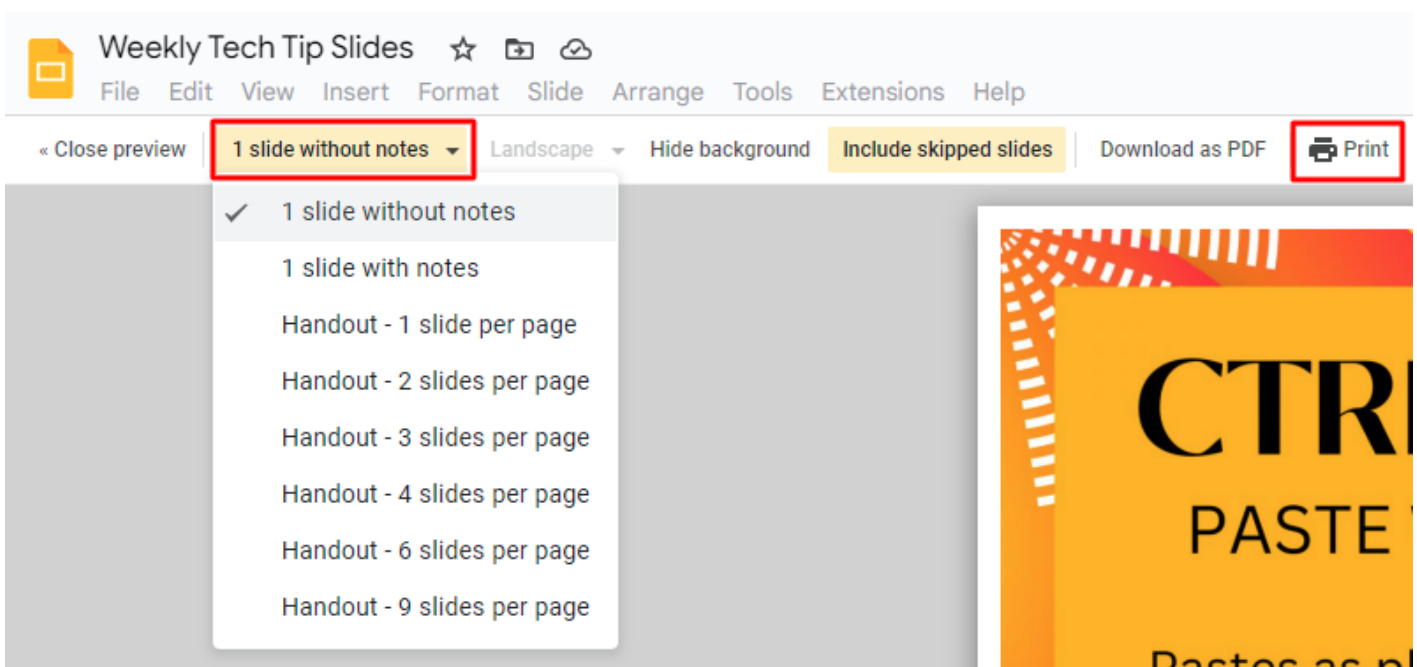 Weekly Tech Tip Slides
File Edit View Insert Format Slide Arrange Tools Extensions Help
« Close preview 1 slide without notes Landscape Hide background Include skipped slides Download as PDF Print
1 slide without notes
1 slide with notes
Handout - 1 slide per page
Handout - 2 slides per page
Handout - 3 slides per page
Handout - 4 slides per page
Handout - 6 slides per page
Handout - 9 slides per page
CTR
PASTE
Pastes as